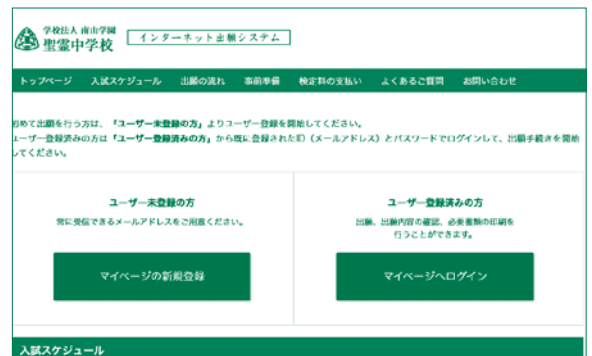 学校法人 南山学園
聖霊中学校
インターネット出願システム
トップページ 入試スケジュール 出願の流れ 事前準備 検定料の支払い よくあるご質問 お問い合わせ
初めて出願を行う方は、「ユーザー未登録の方」よりユーザー登録を開始してください。
ユーザー登録済みの方は「ユーザー登録済みの方」から既に登録されたID（メールアドレス）とパスワードでログインして、出願手続きを開始
してください。
ユーザー未登録の方
常に受信できるメールアドレスをご用意ください。
マイページの新規登録
ユーザー登録済みの方
出願、出願内容の確認、必要書類の印刷を
行うことができます。
マイページへログイン
入試スケジュール